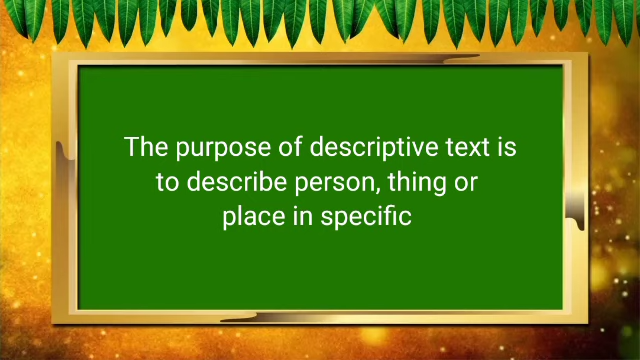 The purpose of descriptive text is
to describe person, thing or
place in specific